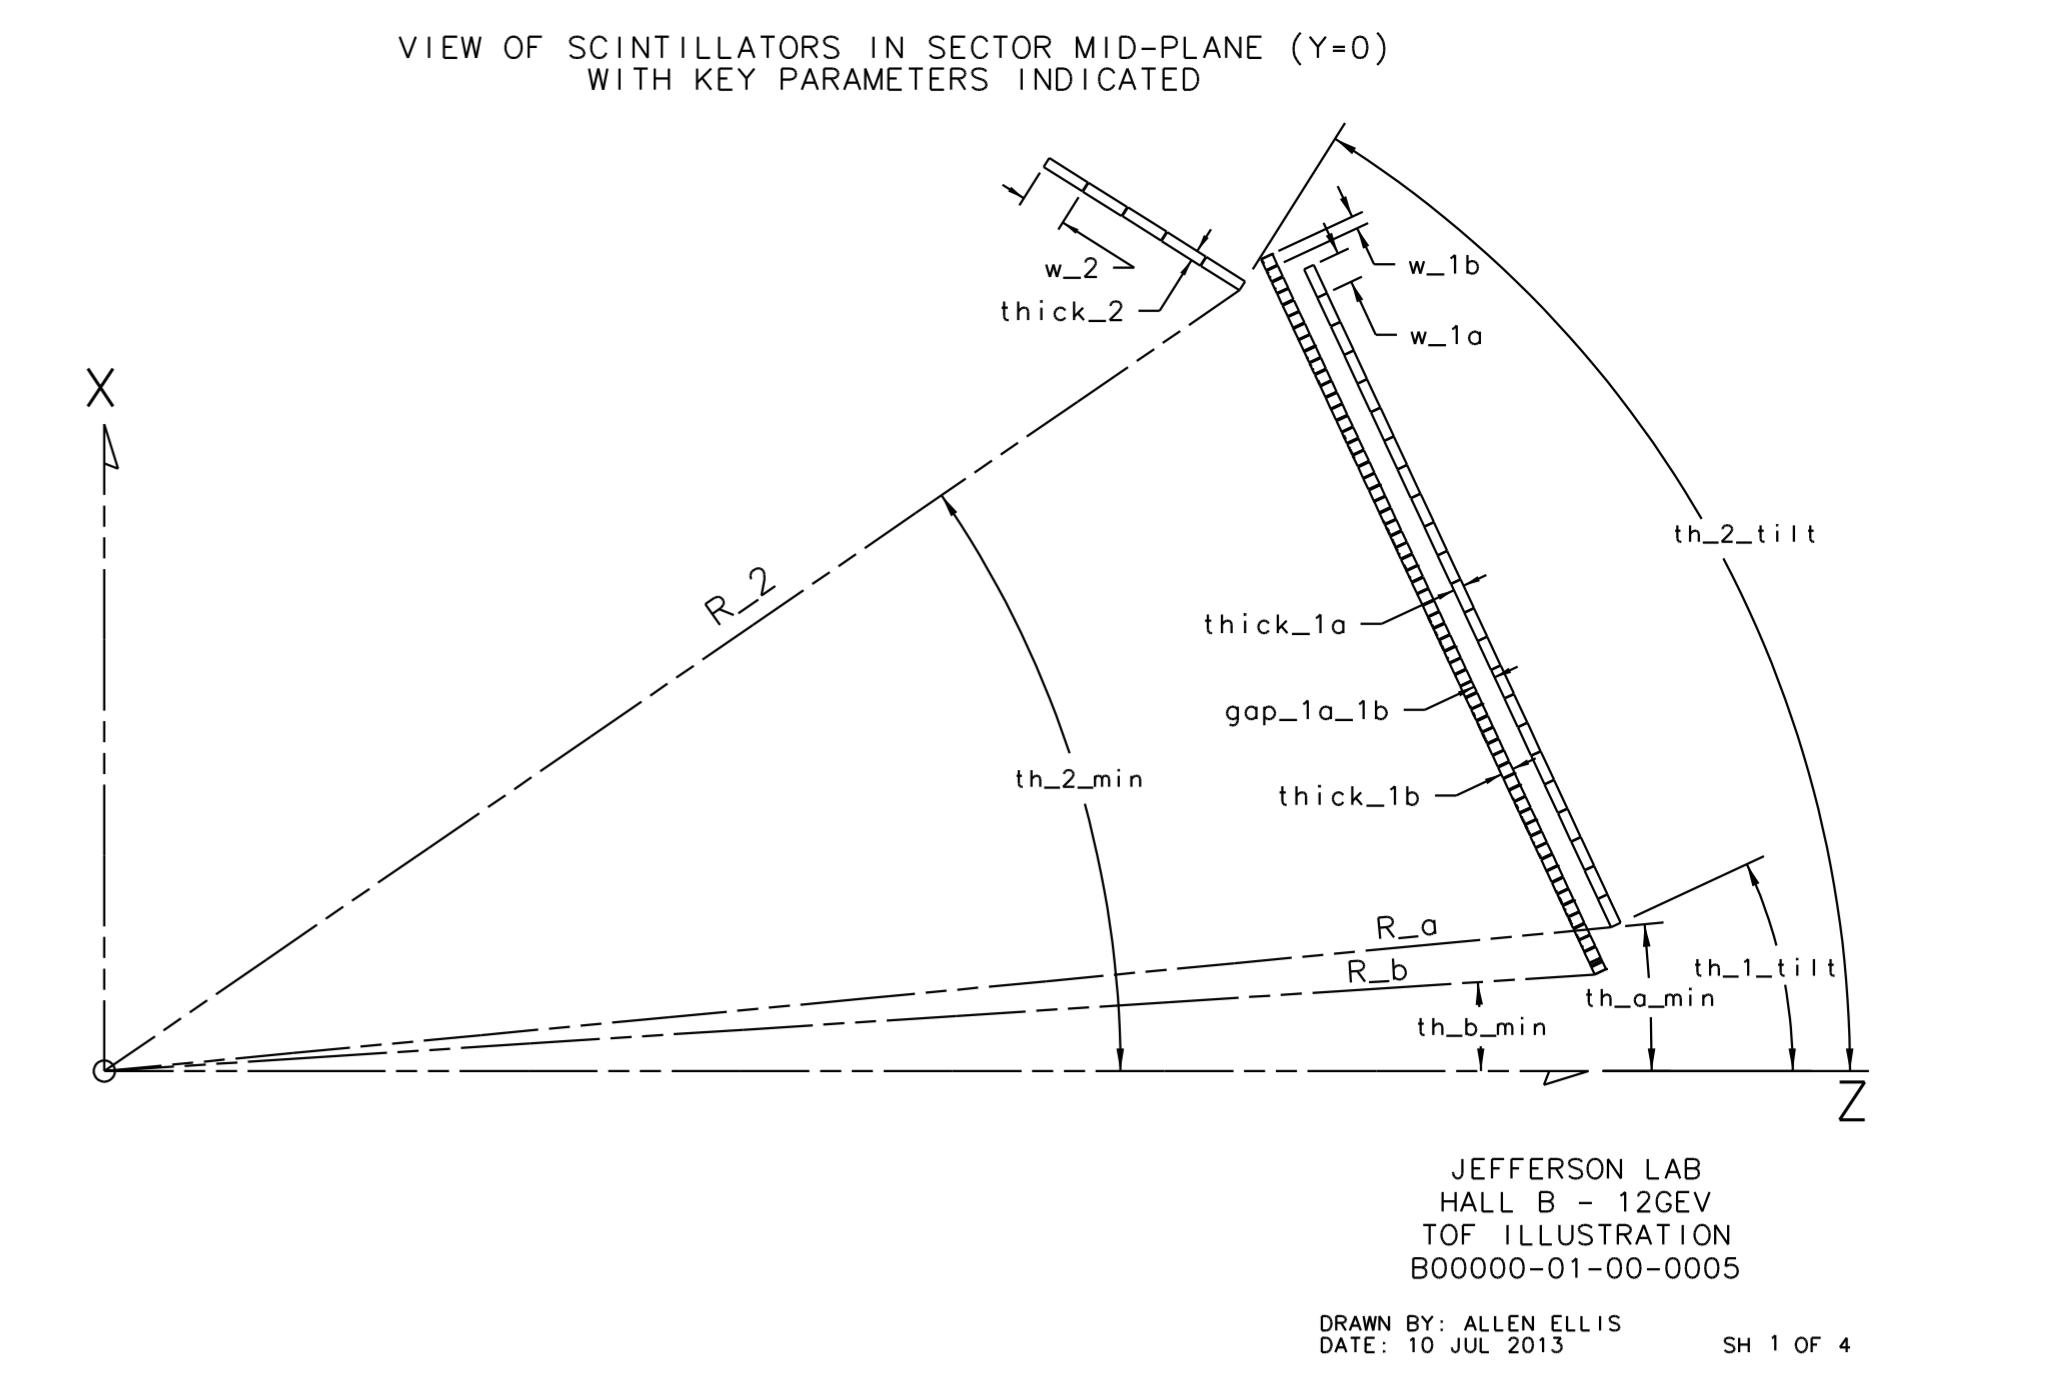 VIEW OF SCINTILLATORS IN SECTOR MID-PLANE (Y=0)
WITH KEY PARAMETERS INDICATED
w_2
thick_2
w_1b
w_1a
X
th_2_tilt
R_2
thick_1a
gap_1a_1b
th_2_min
thick_1b
R_a
R_b
th_1_tilt
th_a_min
th_b_min
Z
JEFFERSON LAB
HALL B - 12GEV
TOF ILLUSTRATION
B00000-01-00-0005
DRAWN BY: ALLEN ELLIS
DATE: 10 JUL 2013
SH 1 OF 4